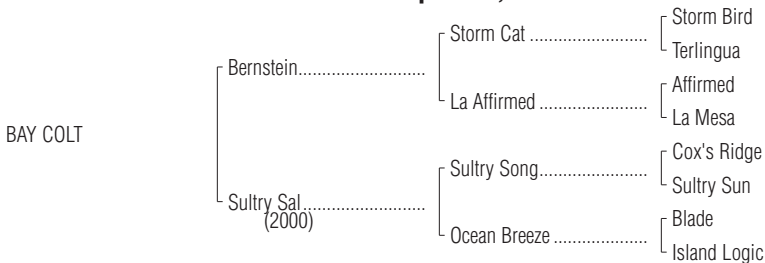 Storm Bird
Storm Cat ..............................
Terlingua
Bernstein...........................
Affirmed
La Affirmed ...........................
La Mesa
BAY COLT
Cox's Ridge
Sultry Song...........................
Sultry Sun
Sultry Sal...........................
(2000)
Blade
Ocean Breeze .......................
Island Logic